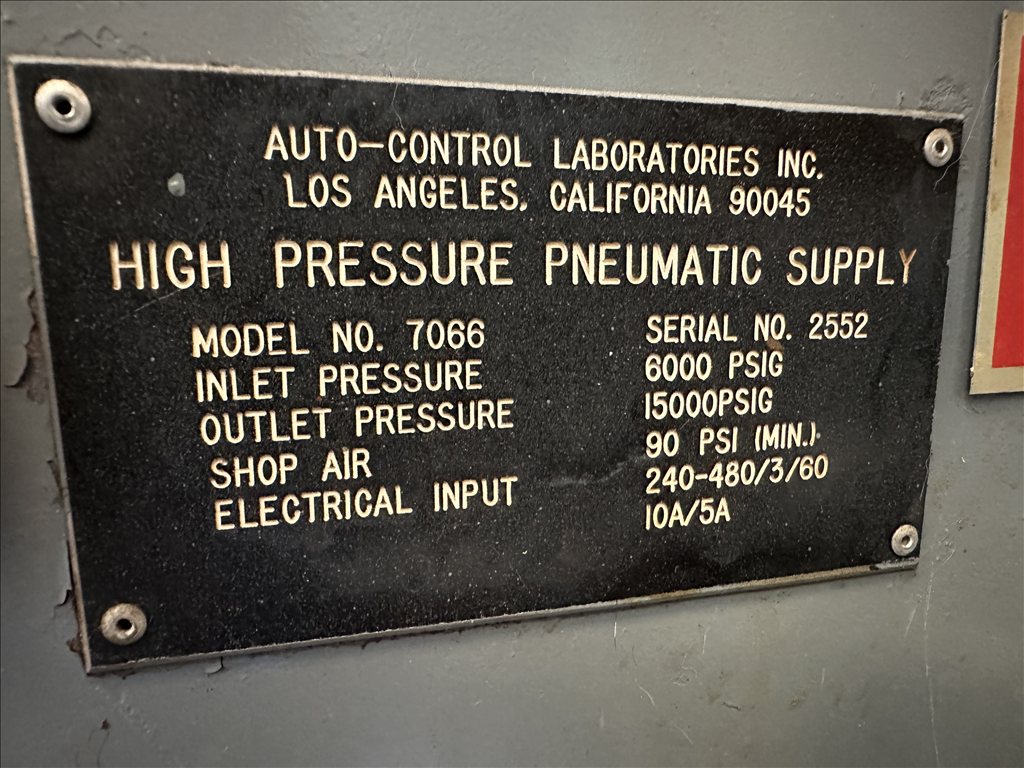 AUTO-CONTROL LABORATORIES INC.
LOS ANGELES, CALIFORNIA 90045
HIGH PRESSURE PNEUMATIC SUPPLY
MODEL NO. 7066 SERIAL NO. 2552
INLET PRESSURE 6000 PSIG
OUTLET PRESSURE 15000PSIG
SHOP AIR 90 PSI (MIN.)
ELECTRICAL INPUT 240-480/3/60
10A/5A